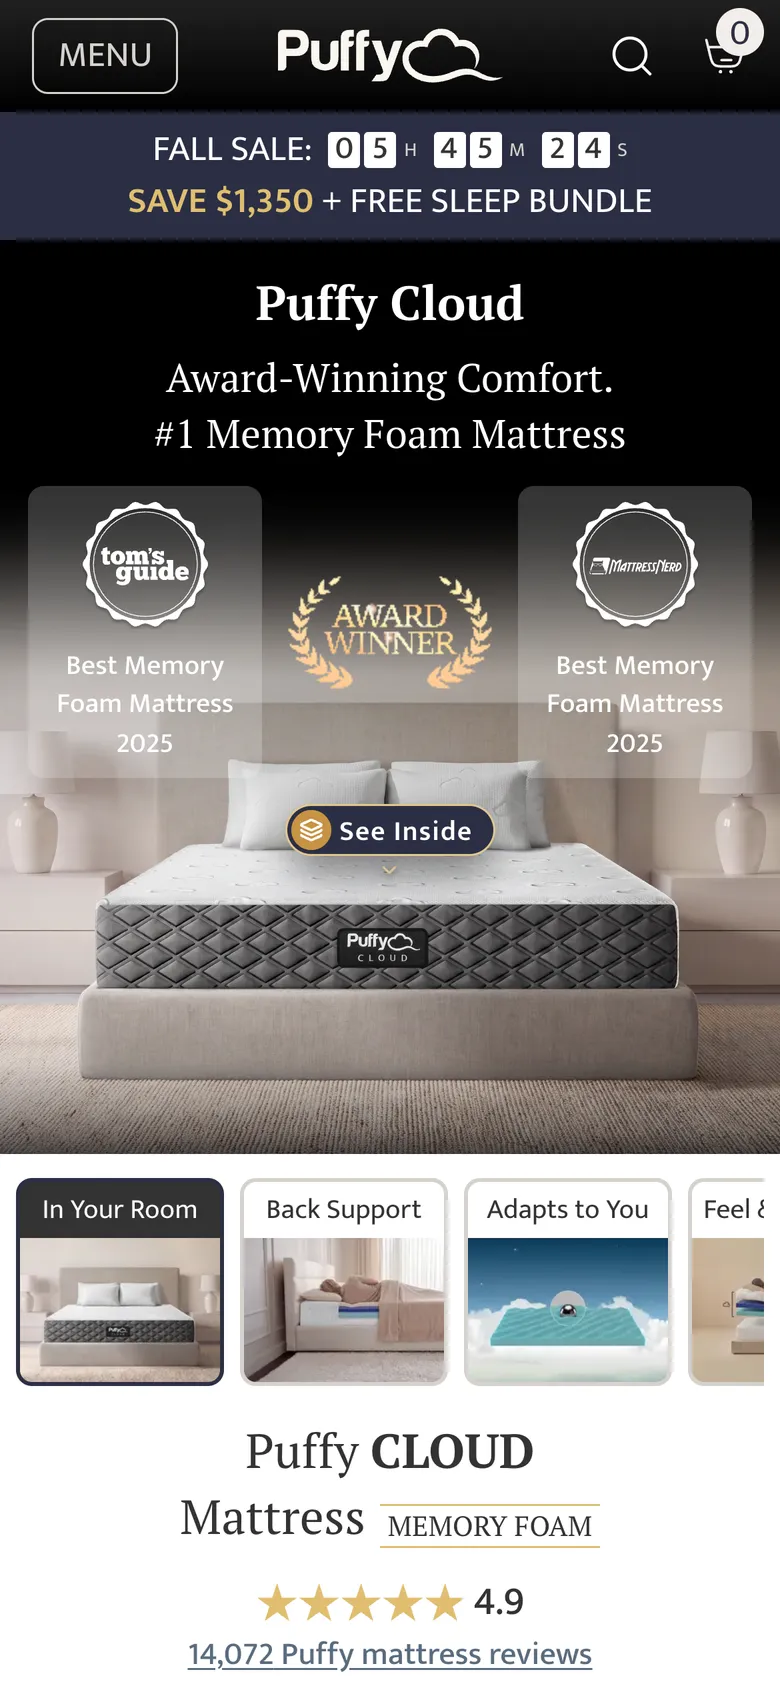 MENU
Puffy
0
FALL SALE: 05 H 45 M 24 S
SAVE $1,350 + FREE SLEEP BUNDLE
Puffy Cloud
Award-Winning Comfort.
#1 Memory Foam Mattress
tom's
guide
Best Memory
Foam Mattress
2025
AWARD
WINNER
MATTRESSNERD
Best Memory
Foam Mattress
2025
See Inside
Puffy
CLOUD
In Your Room
Back Support
Adapts to You
Feel &
Puffy CLOUD
Mattress MEMORY FOAM
4.9
14,072 Puffy mattress reviews